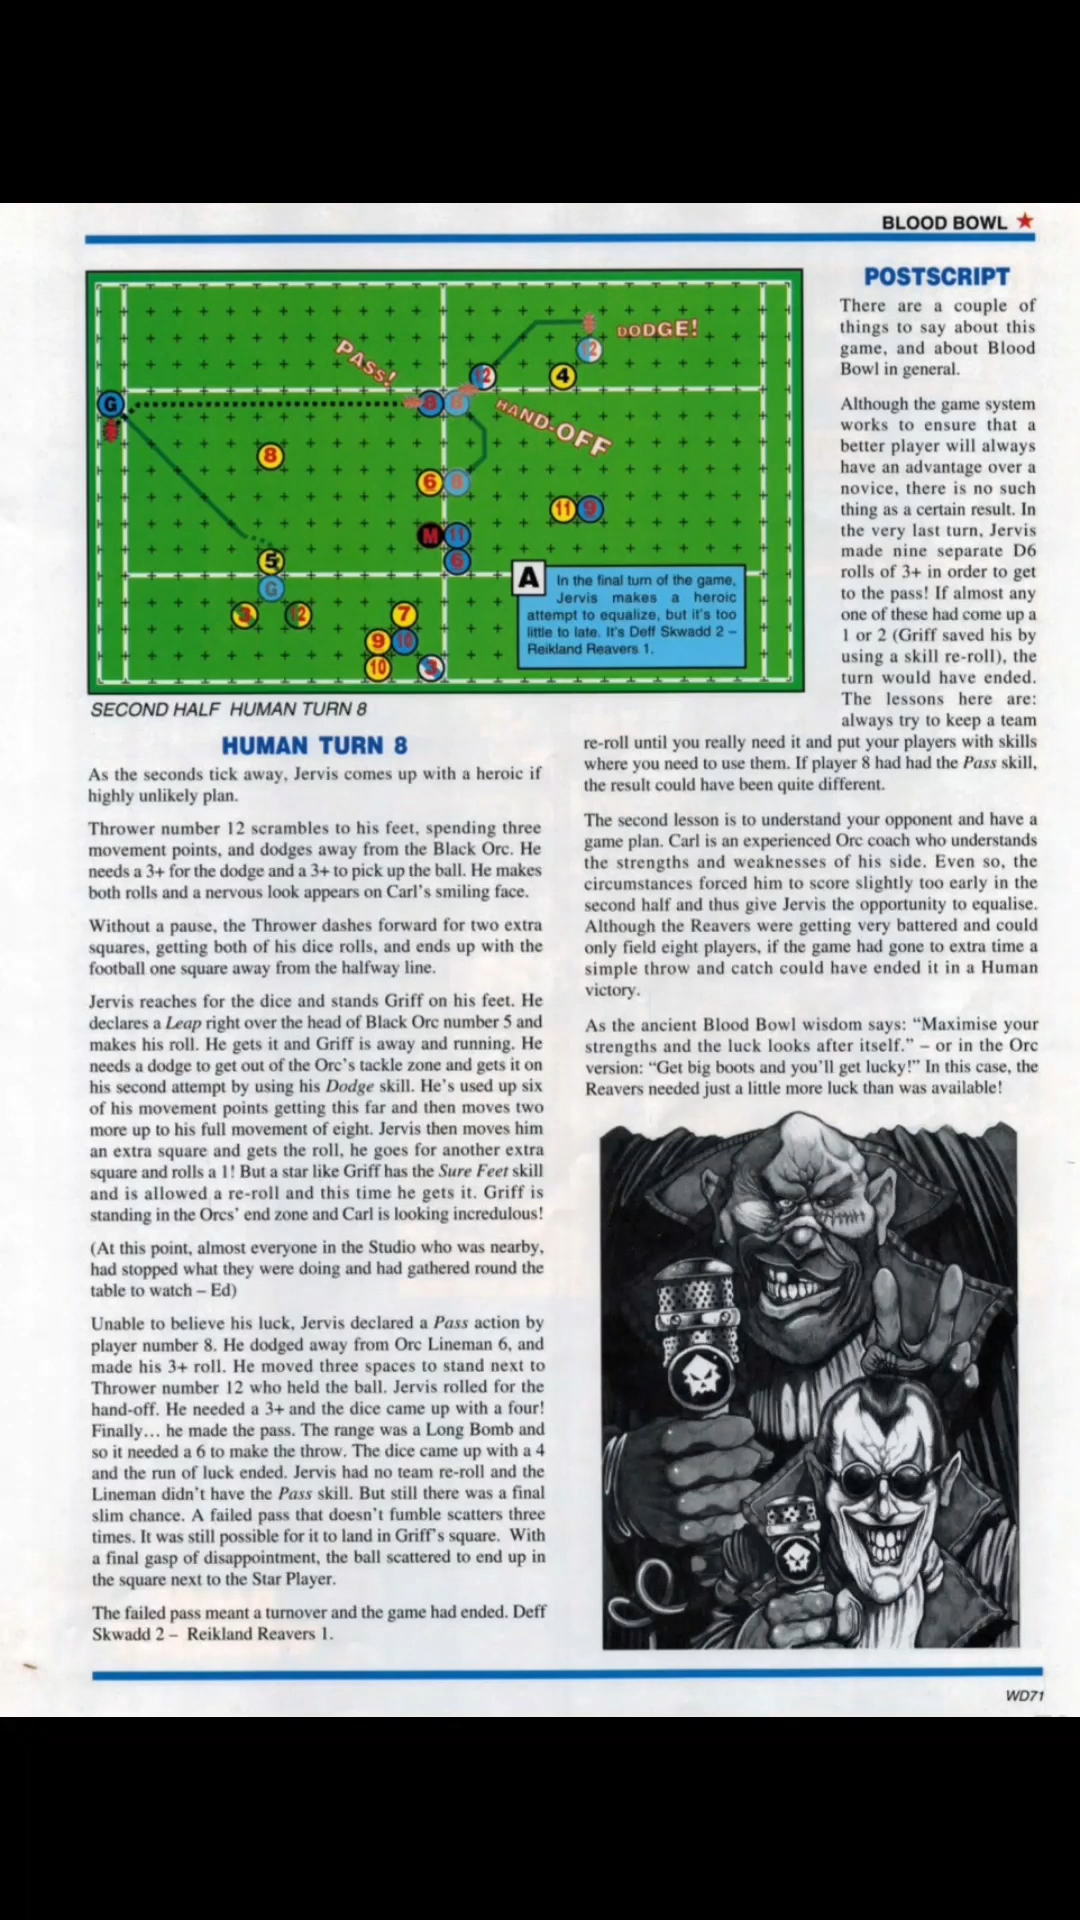 BLOOD BOWL
PASS!
DODGE!
HAND-OFF
G
12
12
4
8
8
8
6
8
11
9
M
11
6
5
G
3
12
7
9
10
10
3
A
In the final turn of the game,
Jervis makes a heroic
attempt to equalize, but it's too
little to late. It's Deff Skwadd 2 –
Reikland Reavers 1.
SECOND HALF HUMAN TURN 8
HUMAN TURN 8
As the seconds tick away, Jervis comes up with a heroic if
highly unlikely plan.
Thrower number 12 scrambles to his feet, spending three
movement points, and dodges away from the Black Orc. He
needs a 3+ for the dodge and a 3+ to pick up the ball. He makes
both rolls and a nervous look appears on Carl's smiling face.
Without a pause, the Thrower dashes forward for two extra
squares, getting both of his dice rolls, and ends up with the
football one square away from the halfway line.
Jervis reaches for the dice and stands Griff on his feet. He
declares a Leap right over the head of Black Orc number 5 and
makes his roll. He gets it and Griff is away and running. He
needs a dodge to get out of the Orc's tackle zone and gets it on
his second attempt by using his Dodge skill. He's used up six
of his movement points getting this far and then moves two
more up to his full movement of eight. Jervis then moves him
an extra square and gets the roll, he goes for another extra
square and rolls a 1! But a star like Griff has the Sure Feet skill
and is allowed a re-roll and this time he gets it. Griff is
standing in the Orcs' end zone and Carl is looking incredulous!
(At this point, almost everyone in the Studio who was nearby,
had stopped what they were doing and had gathered round the
table to watch – Ed)
Unable to believe his luck, Jervis declared a Pass action by
player number 8. He dodged away from Orc Lineman 6, and
made his 3+ roll. He moved three spaces to stand next to
Thrower number 12 who held the ball. Jervis rolled for the
hand-off. He needed a 3+ and the dice came up with a four!
Finally… he made the pass. The range was a Long Bomb and
so it needed a 6 to make the throw. The dice came up with a 4
and the run of luck ended. Jervis had no team re-roll and the
Lineman didn't have the Pass skill. But still there was a final
slim chance. A failed pass that doesn't fumble scatters three
times. It was still possible for it to land in Griff's square. With
a final gasp of disappointment, the ball scattered to end up in
the square next to the Star Player.
The failed pass meant a turnover and the game had ended. Deff
Skwadd 2 – Reikland Reavers 1.
POSTSCRIPT
There are a couple of
things to say about this
game, and about Blood
Bowl in general.
Although the game system
works to ensure that a
better player will always
have an advantage over a
novice, there is no such
thing as a certain result. In
the very last turn, Jervis
made nine separate D6
rolls of 3+ in order to get
to the pass! If almost any
one of these had come up a
1 or 2 (Griff saved his by
using a skill re-roll), the
turn would have ended.
The lessons here are:
always try to keep a team
re-roll until you really need it and put your players with skills
where you need to use them. If player 8 had had the Pass skill,
the result could have been quite different.
The second lesson is to understand your opponent and have a
game plan. Carl is an experienced Orc coach who understands
the strengths and weaknesses of his side. Even so, the
circumstances forced him to score slightly too early in the
second half and thus give Jervis the opportunity to equalise.
Although the Reavers were getting very battered and could
only field eight players, if the game had gone to extra time a
simple throw and catch could have ended it in a Human
victory.
As the ancient Blood Bowl wisdom says: “Maximise your
strengths and the luck looks after itself.” – or in the Orc
version: “Get big boots and you'll get lucky!” In this case, the
Reavers needed just a little more luck than was available!
WD71